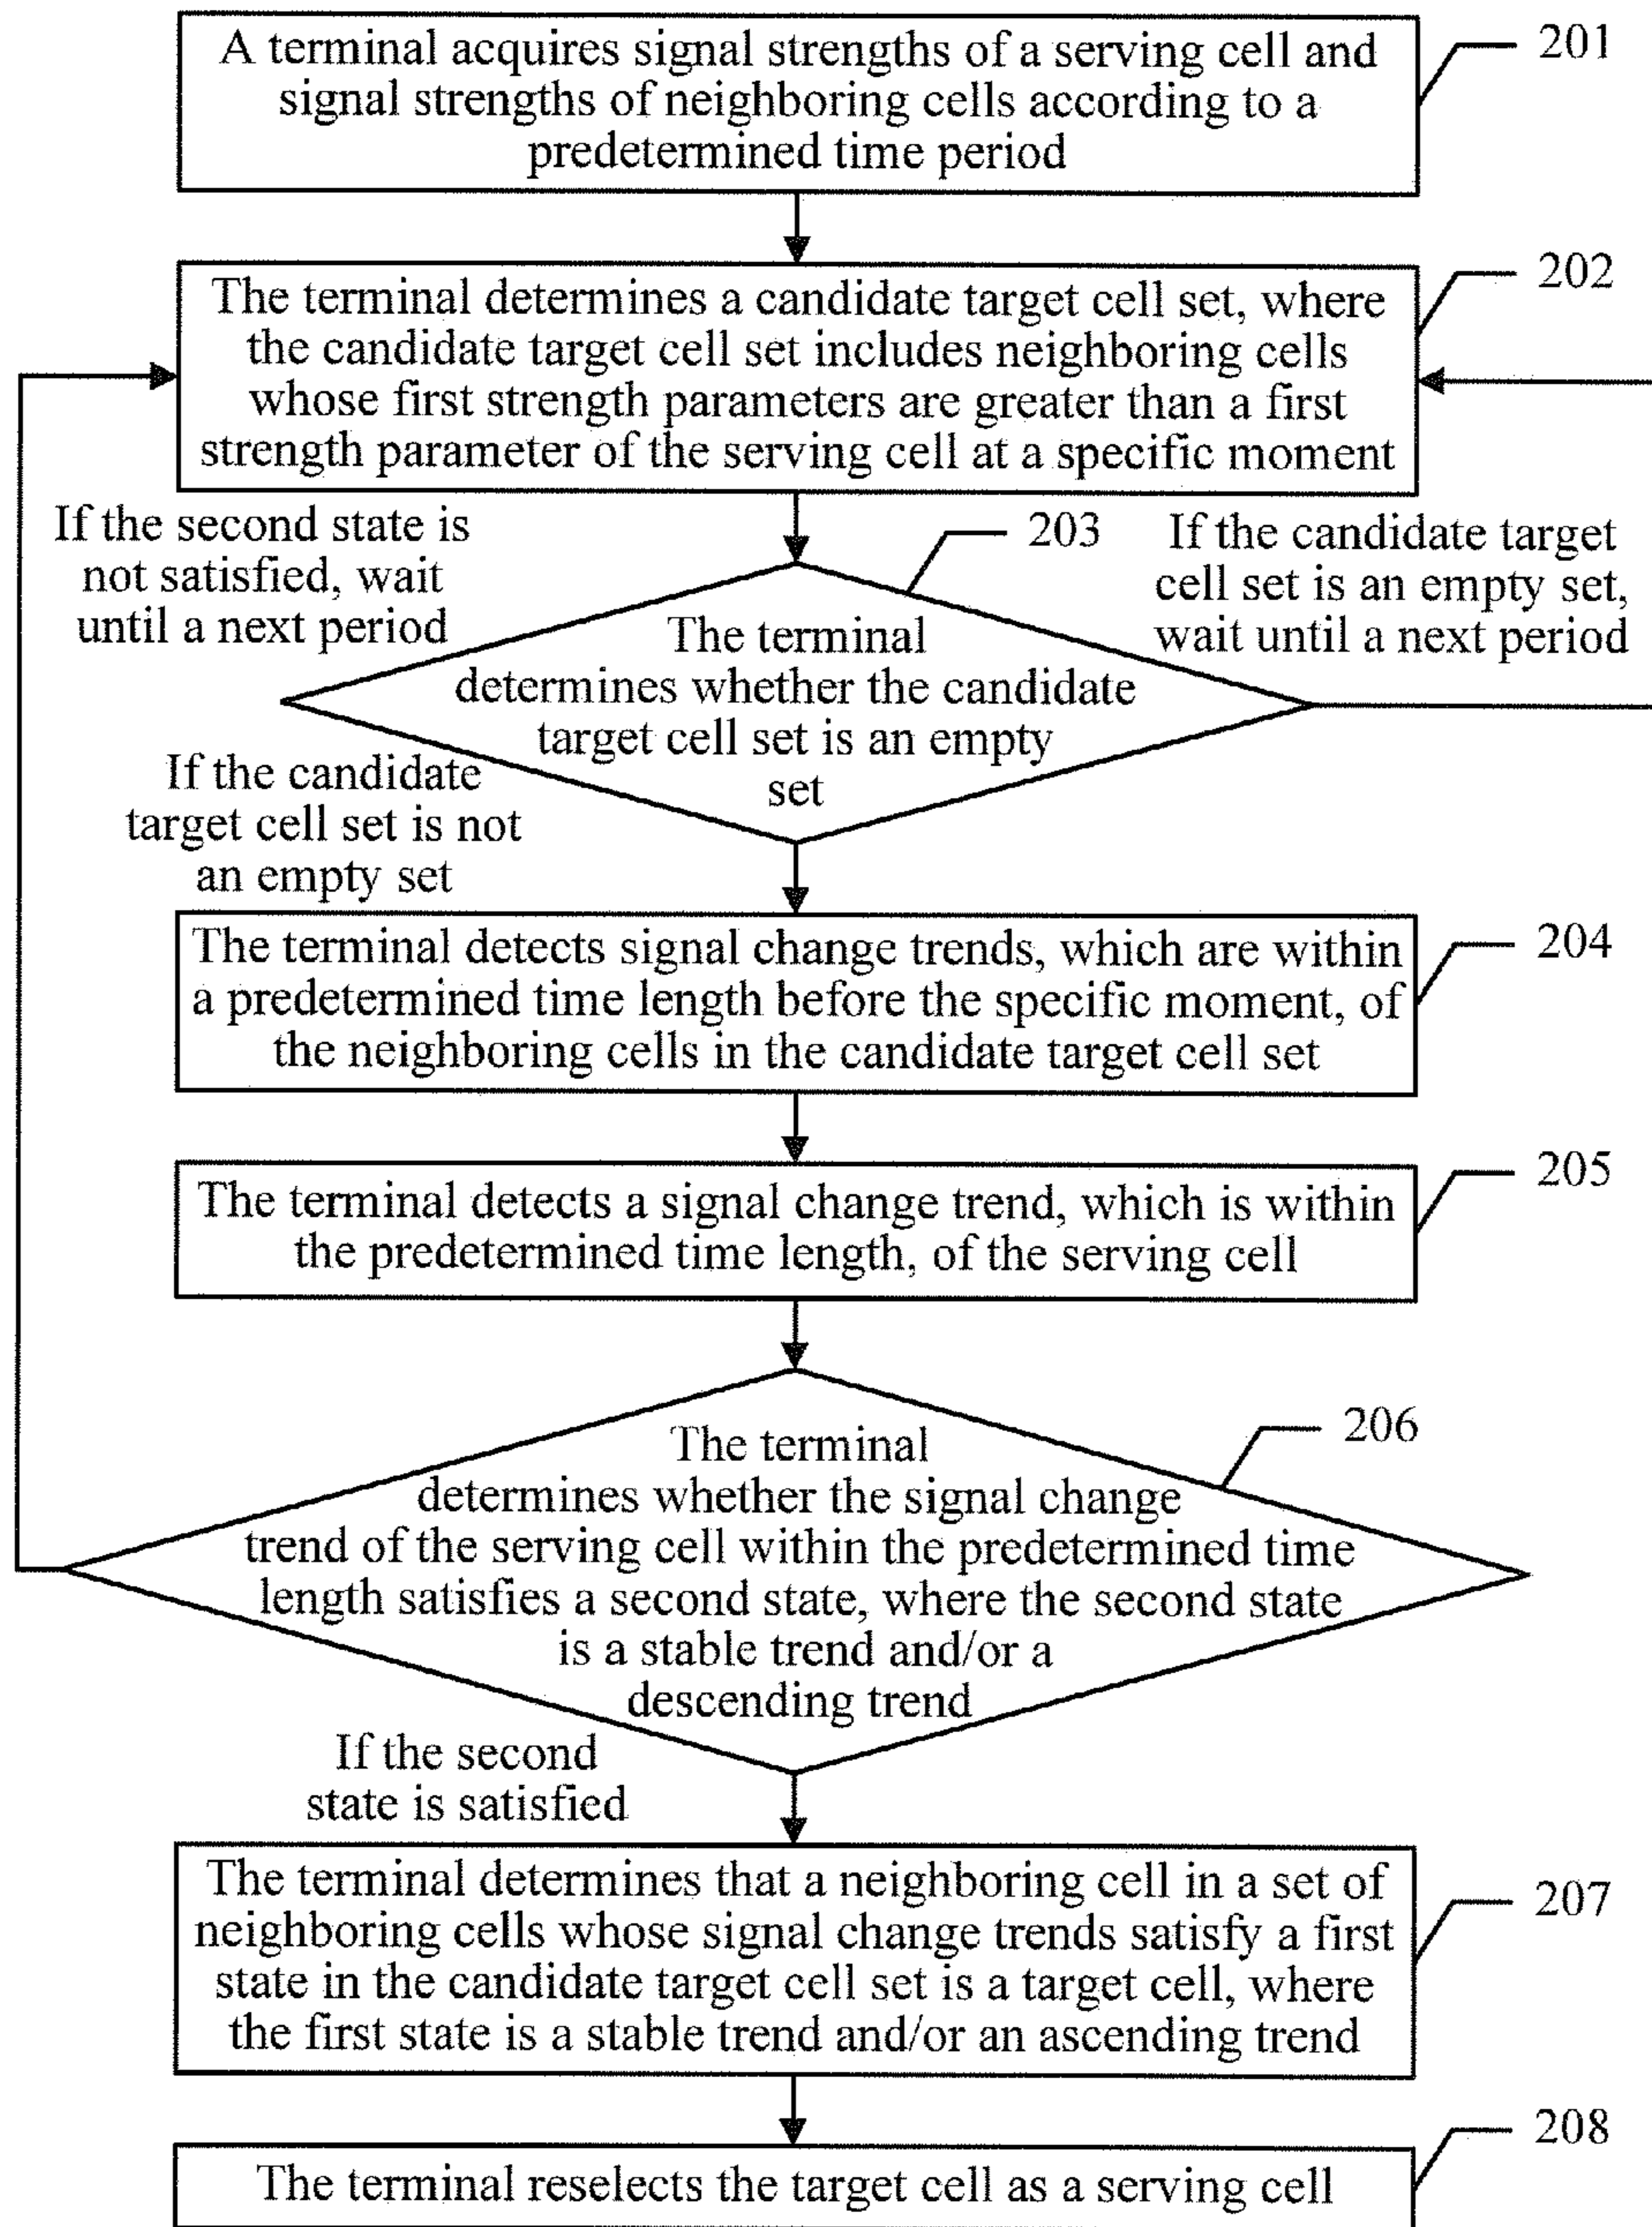 A terminal acquires signal strengths of a serving cell and
signal strengths of neighboring cells according to a
predetermined time period
201
The terminal determines a candidate target cell set, where
the candidate target cell set includes neighboring cells
whose first strength parameters are greater than a first
strength parameter of the serving cell at a specific moment
202
If the second state is
not satisfied, wait
until a next period
203
If the candidate target
cell set is an empty set,
wait until a next period
The terminal
determines whether the candidate
target cell set is an empty
set
If the candidate
target cell set is not
an empty set
The terminal detects signal change trends, which are within
a predetermined time length before the specific moment, of
the neighboring cells in the candidate target cell set
204
The terminal detects a signal change trend, which is within
the predetermined time length, of the serving cell
205
The terminal
determines whether the signal change
trend of the serving cell within the predetermined time
length satisfies a second state, where the second state
is a stable trend and/or a
descending trend
206
If the second
state is satisfied
The terminal determines that a neighboring cell in a set of
neighboring cells whose signal change trends satisfy a first
state in the candidate target cell set is a target cell, where
the first state is a stable trend and/or an ascending trend
207
The terminal reselects the target cell as a serving cell
208